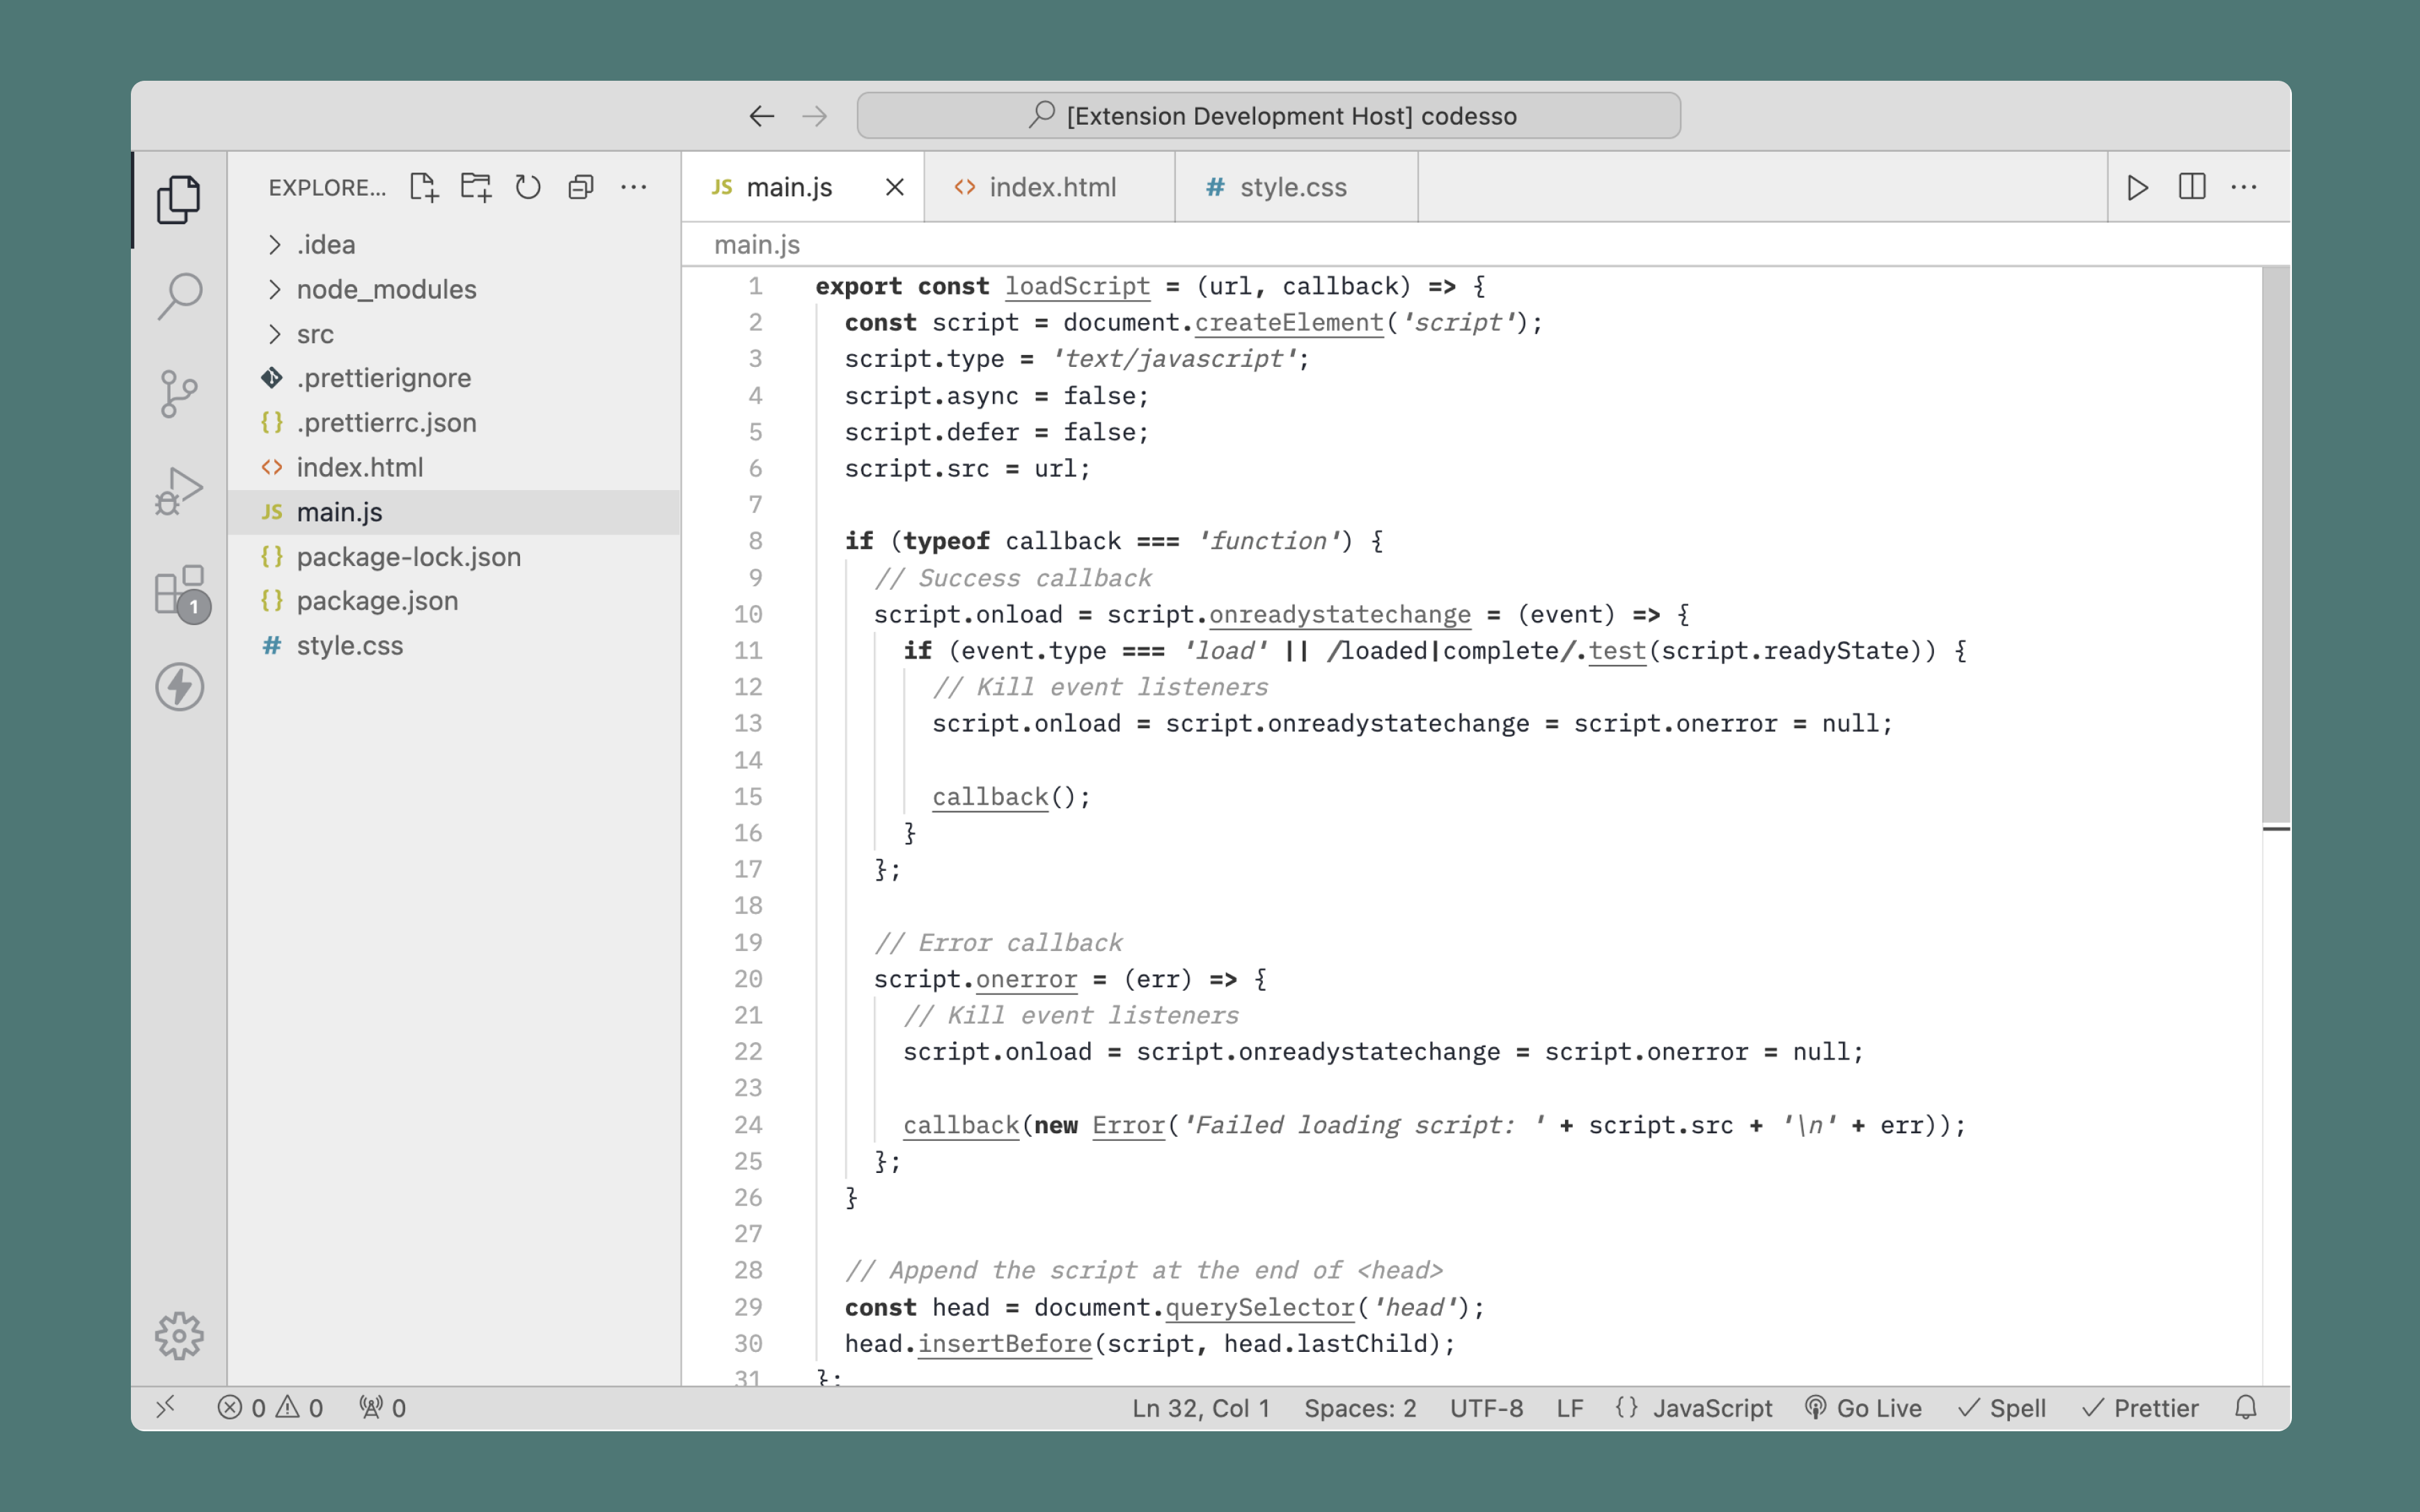 [Extension Development Host] codesso
EXPLORE...
.idea
node_modules
src
.prettierignore
{} .prettierrc.json
<> index.html
JS main.js
{} package-lock.json
{} package.json
# style.css
1
JS main.js
<> index.html
# style.css
main.js
1 export const loadScript = (url, callback) => {
2   const script = document.createElement('script');
3   script.type = 'text/javascript';
4   script.async = false;
5   script.defer = false;
6   script.src = url;
7
8   if (typeof callback === 'function') {
9     // Success callback
10     script.onload = script.onreadystatechange = (event) => {
11       if (event.type === 'load' || /loaded|complete/.test(script.readyState)) {
12         // Kill event listeners
13         script.onload = script.onreadystatechange = script.onerror = null;
14
15         callback();
16       }
17     };
18
19     // Error callback
20     script.onerror = (err) => {
21       // Kill event listeners
22       script.onload = script.onreadystatechange = script.onerror = null;
23
24       callback(new Error('Failed loading script: ' + script.src + '\n' + err));
25     };
26   }
27
28   // Append the script at the end of <head>
29   const head = document.querySelector('head');
30   head.insertBefore(script, head.lastChild);
31 };
0 0 0 Ln 32, Col 1 Spaces: 2 UTF-8 LF {} JavaScript Go Live Spell Prettier